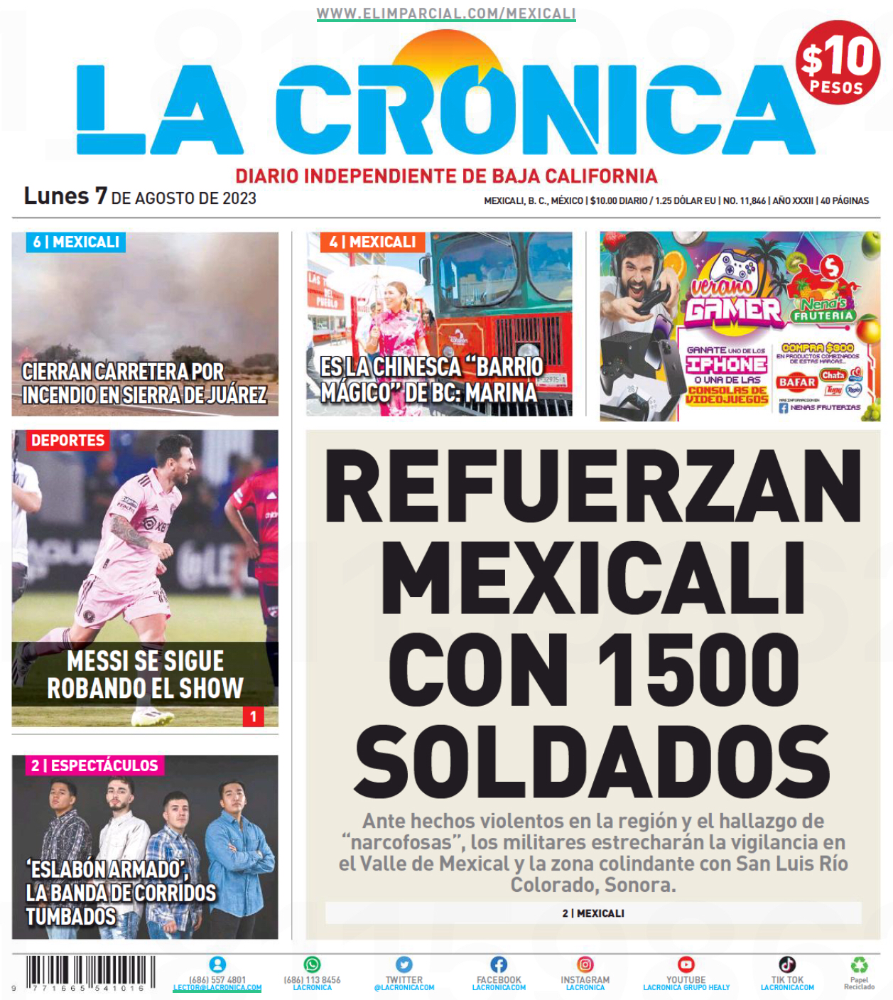 WWW.ELIMPARCIAL.COM/MEXICALI
LA CRÓNICA
$10
PESOS
DIARIO INDEPENDIENTE DE BAJA CALIFORNIA
Lunes 7 DE AGOSTO DE 2023
MEXICALI, B. C., MÉXICO | $10.00 DIARIO / 1.25 DÓLAR EU | NO. 11,846 | AÑO XXXII | 40 PÁGINAS
6 | MEXICALI
CIERRAN CARRETERA POR
INCENDIO EN SIERRA DE JUÁREZ
4 | MEXICALI
LAS
DEL
PUEBLO
ES LA CHINESCA “BARRIO
MÁGICO” DE BC: MARINA
verano
GAMER
$
Nena's
FRUTERIA
GANATE UNO DE LOS
IPHONE
O UNA DE LAS
CONSOLAS DE
VIDEOJUEGOS
COMPRA $900
EN PRODUCTOS COMBINADOS
DE ESTAS MARCAS...
BAFAR
Chata
MAS INFORMACION EN
NENAS FRUTERIAS
DEPORTES
MESSI SE SIGUE
ROBANDO EL SHOW
1
2 | ESPECTÁCULOS
‘ESLABÓN ARMADO’,
LA BANDA DE CORRIDOS
TUMBADOS
REFUERZAN
MEXICALI
CON 1500
SOLDADOS
Ante hechos violentos en la región y el hallazgo de
“narcofosas”, los militares estrecharán la vigilancia en
el Valle de Mexical y la zona colindante con San Luis Río
Colorado, Sonora.
2 | MEXICALI
9 771665 541016
(686) 557 4801
LECTOR@LACRONICA.COM
(686) 113 8456
LACRONICA
TWITTER
@LACRONICACOM
FACEBOOK
LACRONICACOM
INSTAGRAM
LACRONICA
YOUTUBE
LACRONICA GRUPO HEALY
TIK TOK
LACRONICACOM
Papel
Reciclado